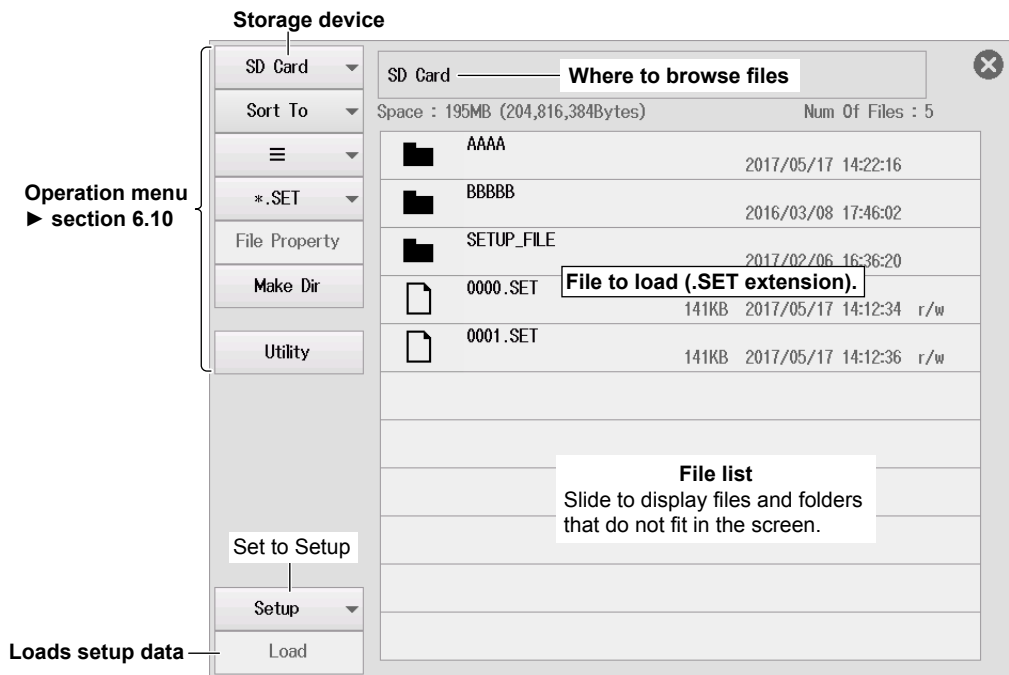 Storage device
SD Card
SD Card
Where to browse files
Sort To
Space : 195MB (204,816,384Bytes)
Num Of Files : 5
☰
AAAA
2017/05/17 14:22:16
Operation menu
► section 6.10
*.SET
BBBBB
2016/03/08 17:46:02
File Property
SETUP_FILE
2017/02/06 16:36:20
File to load (.SET extension).
Make Dir
0000.SET
141KB 2017/05/17 14:12:34 r/w
Utility
0001.SET
141KB 2017/05/17 14:12:36 r/w
File list
Slide to display files and folders
that do not fit in the screen.
Set to Setup
Setup
Loads setup data
Load